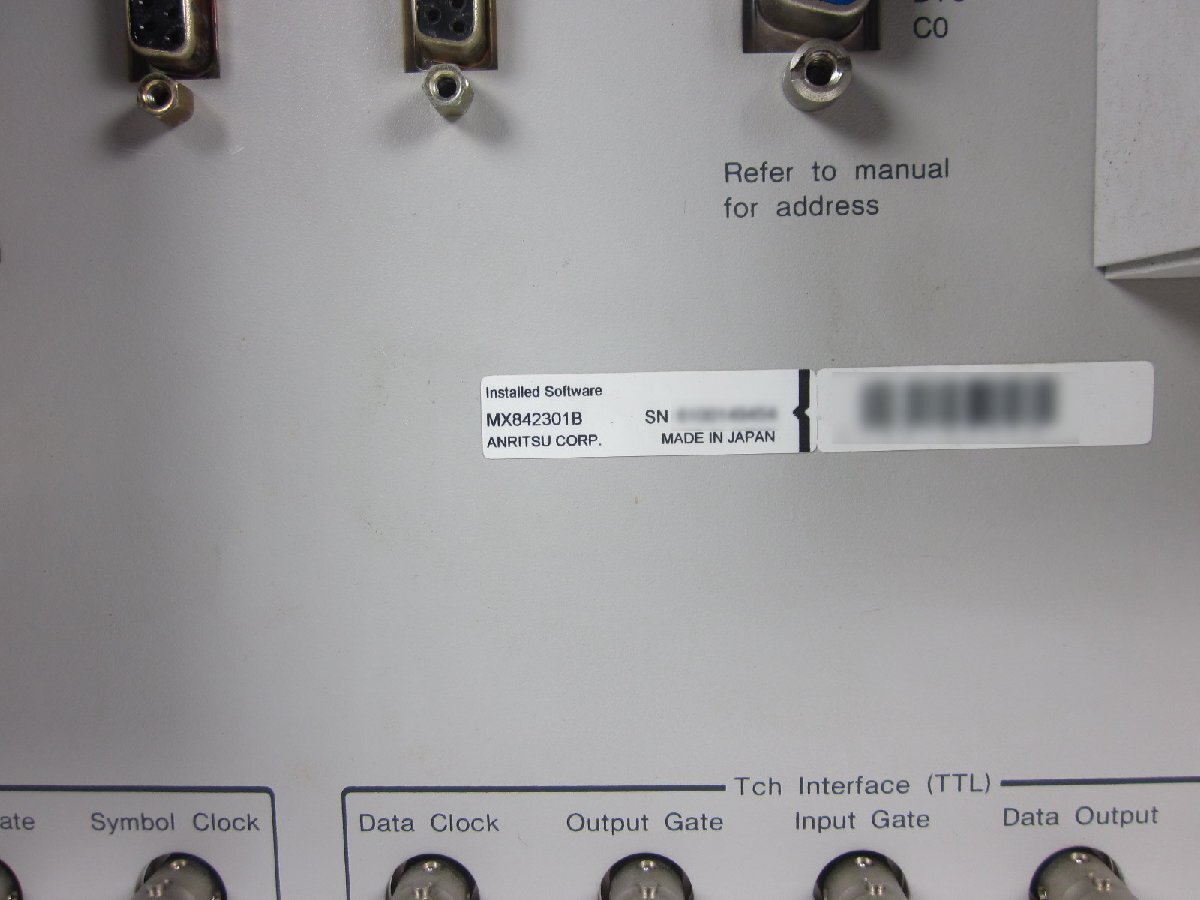 C0
Refer to manual
for address
Installed Software
MX842301B SN
ANRITSU CORP. MADE IN JAPAN
Tch Interface (TTL)
Symbol Clock
Data Clock
Output Gate
Input Gate
Data Output